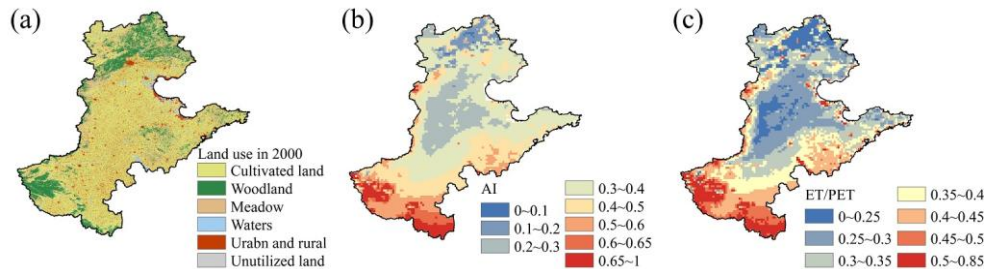 (a)
Land use in 2000
Cultivated land
Woodland
Meadow
Waters
Urabn and rural
Unutilized land
(b)
AI
0~0.1
0.1~0.2
0.2~0.3
0.3~0.4
0.4~0.5
0.5~0.6
0.6~0.65
0.65~1
(c)
ET/PET
0~0.25
0.25~0.3
0.3~0.35
0.35~0.4
0.4~0.45
0.45~0.5
0.5~0.85